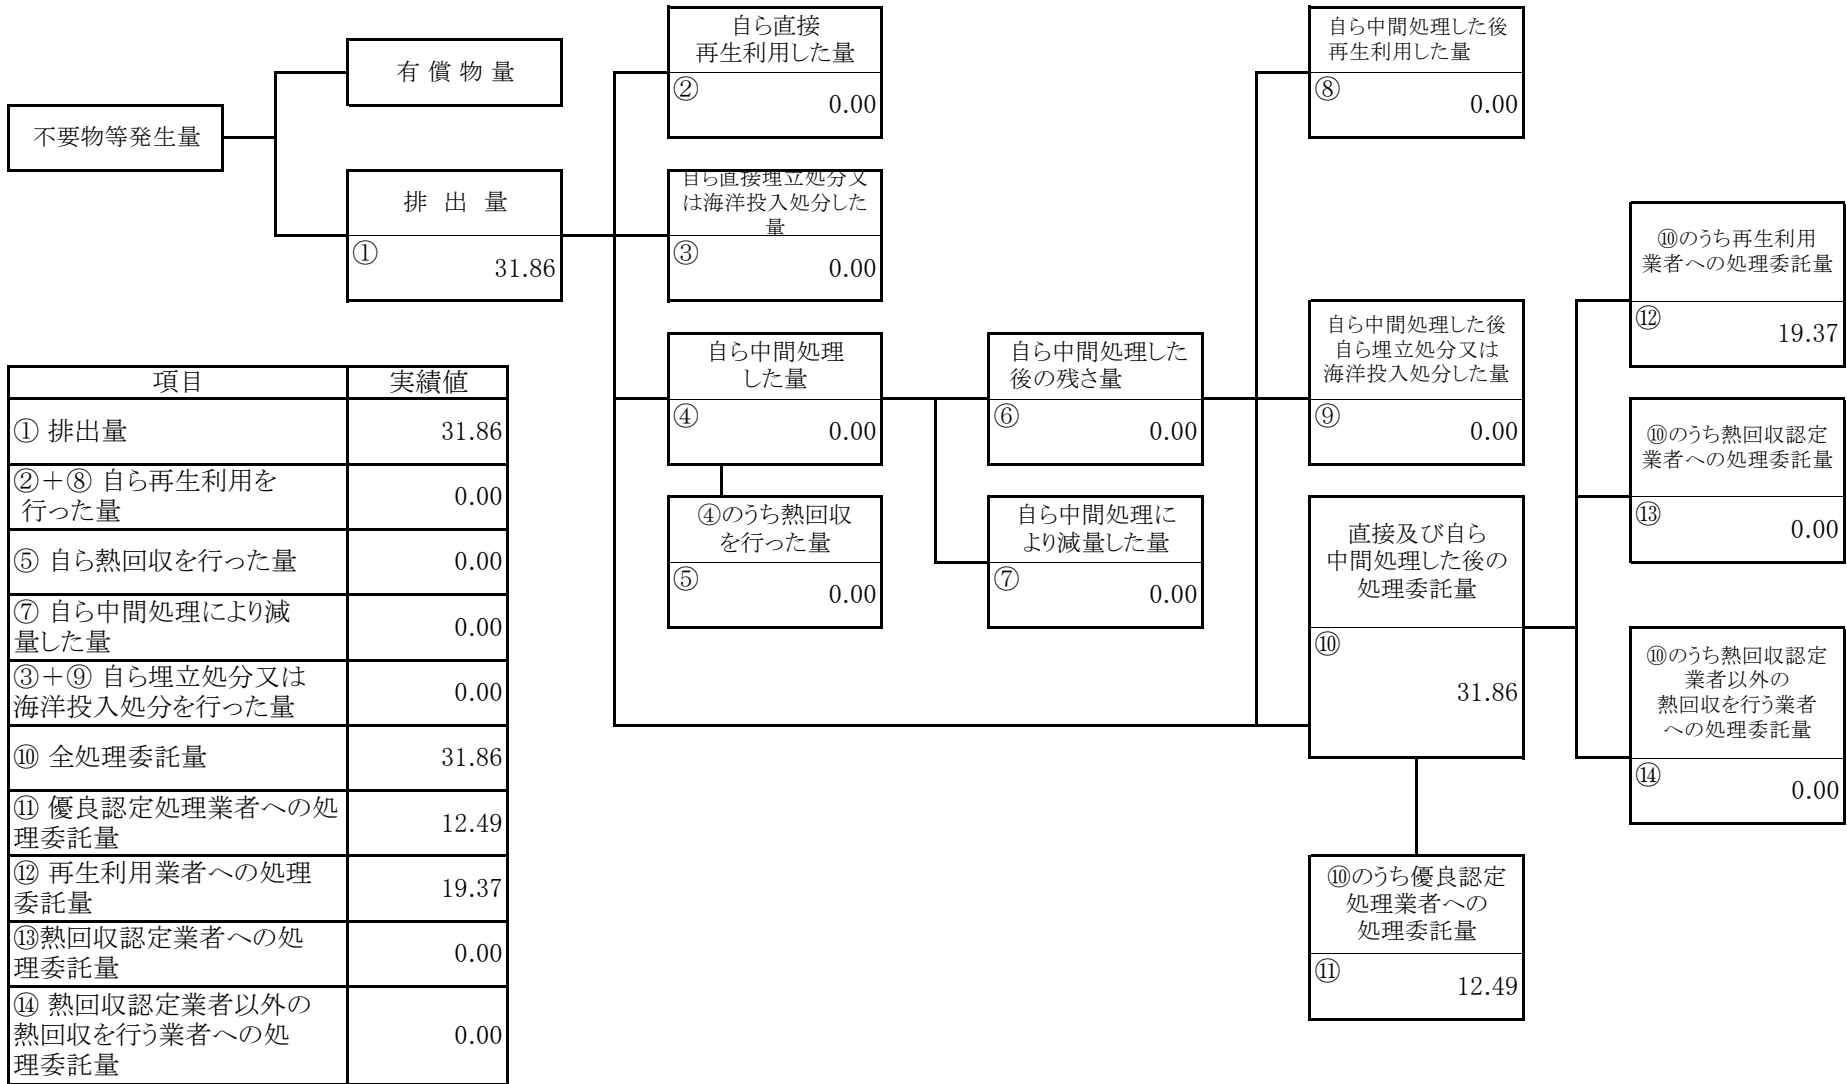 不要物等発生量
有 償 物 量
排 出 量
①
31.86
自ら直接
再生利用した量
②
0.00
自ら直接埋立処分又
は海洋投入処分した
量
③
0.00
自ら中間処理
した量
④
0.00
④のうち熱回収
を行った量
⑤
0.00
自ら中間処理した
後の残さ量
⑥
0.00
自ら中間処理に
より減量した量
⑦
0.00
自ら中間処理した後
再生利用した量
⑧
0.00
自ら中間処理した後
自ら埋立処分又は
海洋投入処分した量
⑨
0.00
直接及び自ら
中間処理した後の
処理委託量
⑩
31.86
⑩のうち優良認定
処理業者への
処理委託量
⑪
12.49
⑩のうち再生利用
業者への処理委託量
⑫
19.37
⑩のうち熱回収認定
業者への処理委託量
⑬
0.00
⑩のうち熱回収認定
業者以外の
熱回収を行う業者
への処理委託量
⑭
0.00
項目 実績値
① 排出量 31.86
②+⑧ 自ら再生利用を
行った量 0.00
⑤ 自ら熱回収を行った量 0.00
⑦ 自ら中間処理により減
量した量 0.00
③+⑨ 自ら埋立処分又は
海洋投入処分を行った量 0.00
⑩ 全処理委託量 31.86
⑪ 優良認定処理業者への処
理委託量 12.49
⑫ 再生利用業者への処理
委託量 19.37
⑬熱回収認定業者への処
理委託量 0.00
⑭ 熱回収認定業者以外の
熱回収を行う業者への処
理委託量 0.00